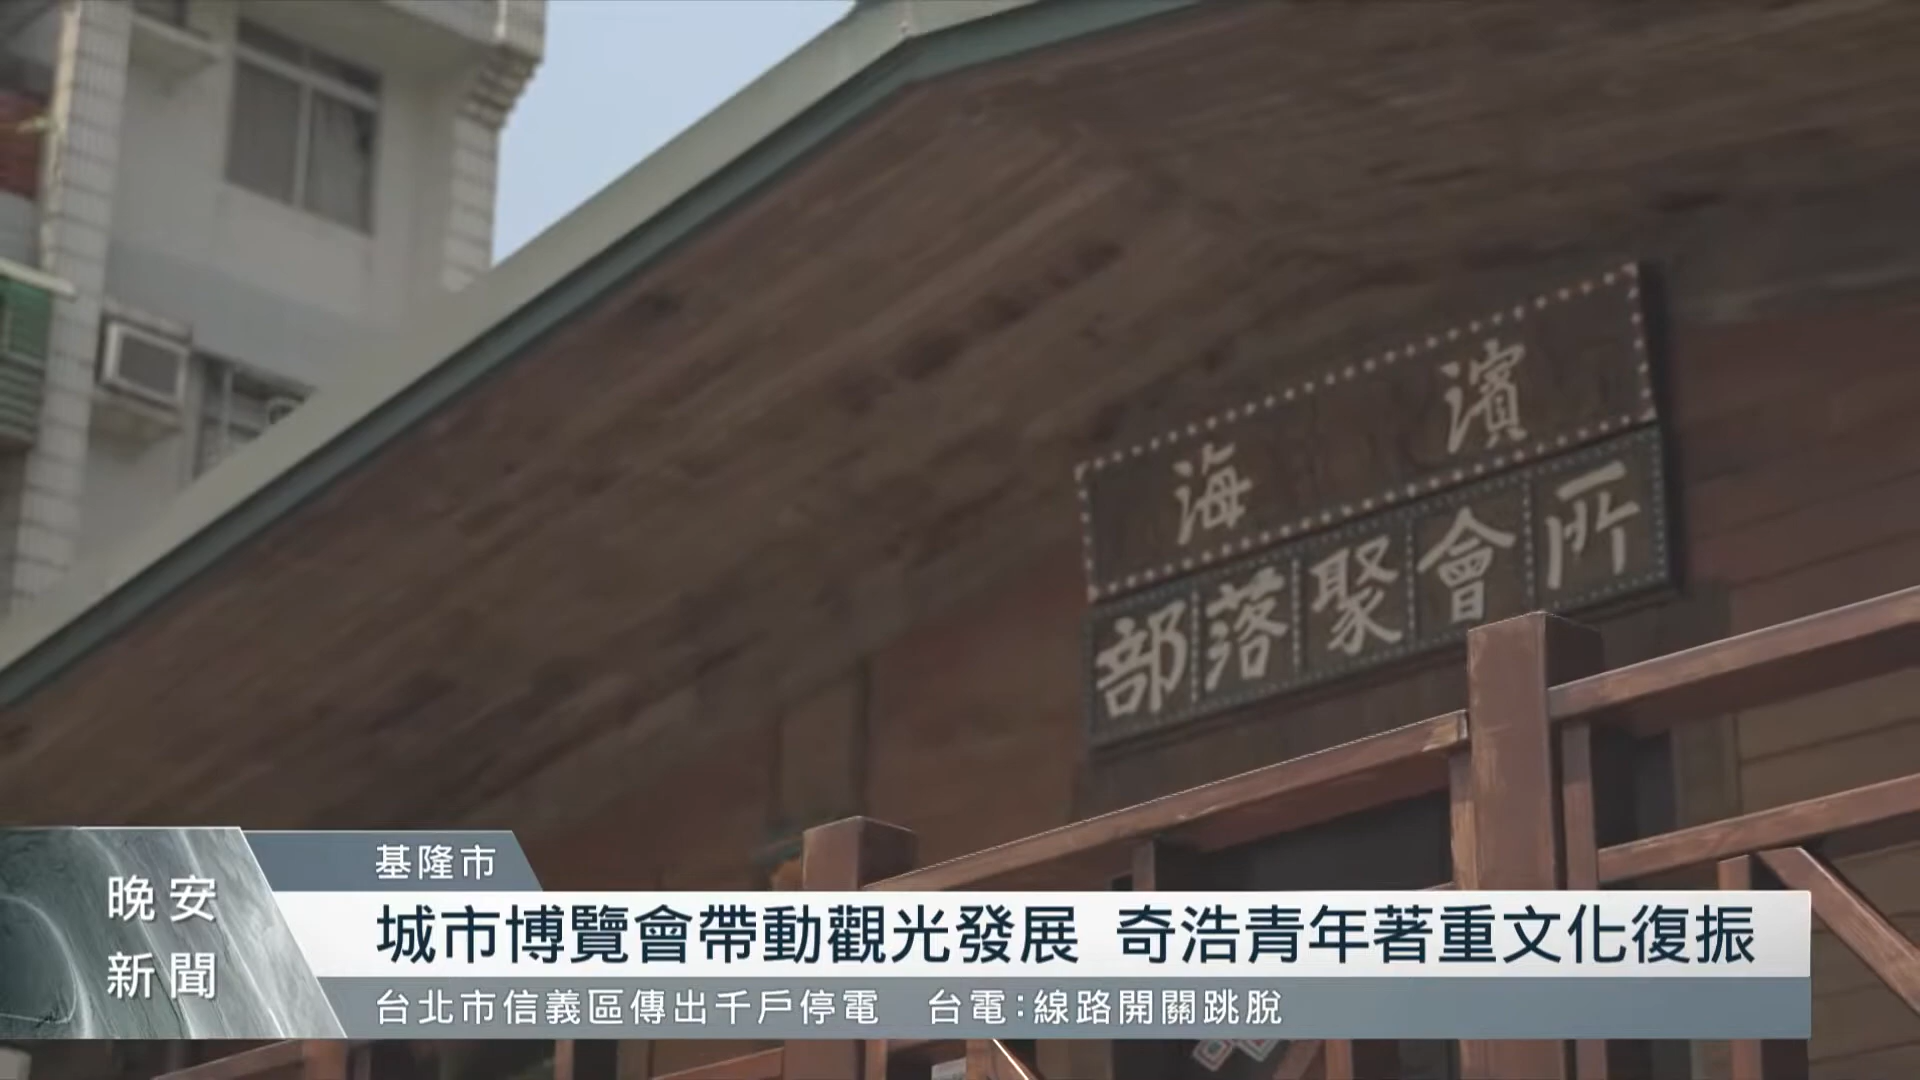 海濱
部落聚會所
基隆市
晚安
新聞
城市博覽會帶動觀光發展 奇浩青年著重文化復振
台北市信義區傳出千戶停電 台電:線路開關跳脫